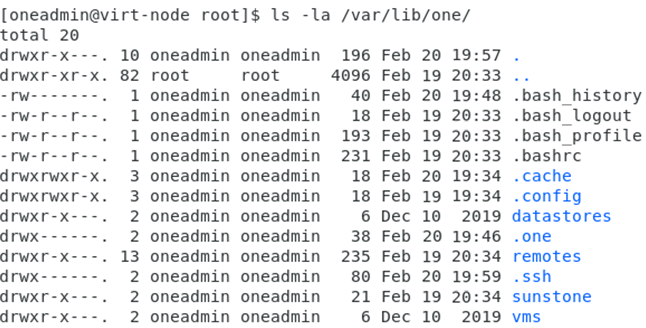 [oneadmin@virt-node root]$ ls -la /var/lib/one/
total 20
drwxr-x---. 10 oneadmin oneadmin  196 Feb 20 19:57 .
drwxr-xr-x. 82 root     root     4096 Feb 19 20:33 ..
-rw-------.  1 oneadmin oneadmin   40 Feb 20 19:48 .bash_history
-rw-r--r--.  1 oneadmin oneadmin   18 Feb 19 20:33 .bash_logout
-rw-r--r--.  1 oneadmin oneadmin  193 Feb 19 20:33 .bash_profile
-rw-r--r--.  1 oneadmin oneadmin  231 Feb 19 20:33 .bashrc
drwxrwxr-x.  3 oneadmin oneadmin   18 Feb 20 19:34 .cache
drwxrwxr-x.  3 oneadmin oneadmin   18 Feb 19 19:34 .config
drwxr-x---.  2 oneadmin oneadmin    6 Dec 10  2019 datastores
drwx------.  2 oneadmin oneadmin   38 Feb 20 19:46 .one
drwxr-x---. 13 oneadmin oneadmin  235 Feb 19 20:34 remotes
drwx------.  2 oneadmin oneadmin   80 Feb 20 19:59 .ssh
drwxr-x---.  2 oneadmin oneadmin   21 Feb 19 20:34 sunstone
drwxr-x---.  2 oneadmin oneadmin    6 Dec 10  2019 vms